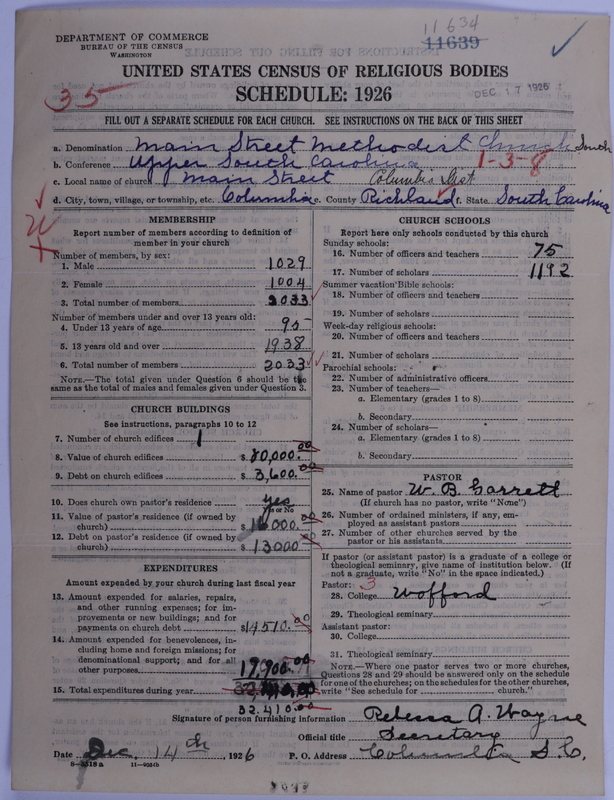 11634
DEPARTMENT OF COMMERCE
BUREAU OF THE CENSUS
WASHINGTON
11639
UNITED STATES CENSUS OF RELIGIOUS BODIES
SCHEDULE: 1926
DEC 17 1926
35
FILL OUT A SEPARATE SCHEDULE FOR EACH CHURCH. SEE INSTRUCTIONS ON THE BACK OF THIS SHEET
a. Denomination Main Street Methodist Church South
b. Conference Upper South Carolina 1-3-8
c. Local name of church Main Street Columbia Dist
d. City, town, village, or township, etc. Columbia e. County Richland f. State South Carolina
MEMBERSHIP
Report number of members according to definition of member in your church
Number of members, by sex:
1. Male 1029
2. Female 1004
3. Total number of members 2033
Number of members under and over 13 years old:
4. Under 13 years of age 95
5. 13 years old and over 1938
6. Total number of members 2033
NOTE.—The total given under Question 6 should be the same as the total of males and females given under Question 3.
CHURCH BUILDINGS
See instructions, paragraphs 10 to 12
7. Number of church edifices 1
8. Value of church edifices $80,000.00
9. Debt on church edifices $3,600.00
10. Does church own pastor's residence yes
Yes or No
11. Value of pastor's residence (if owned by church) $
12. Debt on pastor's residence (if owned by church) $
EXPENDITURES
Amount expended by your church during last fiscal year
13. Amount expended for salaries, repairs, and other running expenses; for improvements or new buildings; and for payments on church debt $14510.00
14. Amount expended for benevolences, including home and foreign missions; for denominational support; and for all other purposes 17,900.00
15. Total expenditures during year
32.410.00
CHURCH SCHOOLS
Report here only schools conducted by this church
Sunday schools:
16. Number of officers and teachers 75
17. Number of scholars 1192
Summer vacation Bible schools:
18. Number of officers and teachers
19. Number of scholars
Week-day religious schools:
20. Number of officers and teachers
21. Number of scholars
Parochial schools:
22. Number of administrative officers
23. Number of teachers—
a. Elementary (grades 1 to 8)
b. Secondary
24. Number of scholars—
a. Elementary (grades 1 to 8)
b. Secondary
PASTOR
25. Name of pastor W. B. Garrett
(If church has no pastor, write "None")
26. Number of ordained ministers, if any, employed as assistant pastors
27. Number of other churches served by the pastor or his assistants
If pastor (or assistant pastor) is a graduate of a college or theological seminary, give name of institution below. (If not a graduate, write "No" in the space indicated.)
Pastor: 3
28. College Wofford
29. Theological seminary
Assistant pastor:
30. College
31. Theological seminary
NOTE.—Where one pastor serves two or more churches, Questions 28 and 29 should be answered only on the schedule for one of the churches; on the schedules for the other churches, write "See schedule for church."
Signature of person furnishing information Rebecca A. Wayne
Official title Secretary
Date Dec. 14th 1926 P. O. Address Columbia S.C.
8-5518a 11-9024b